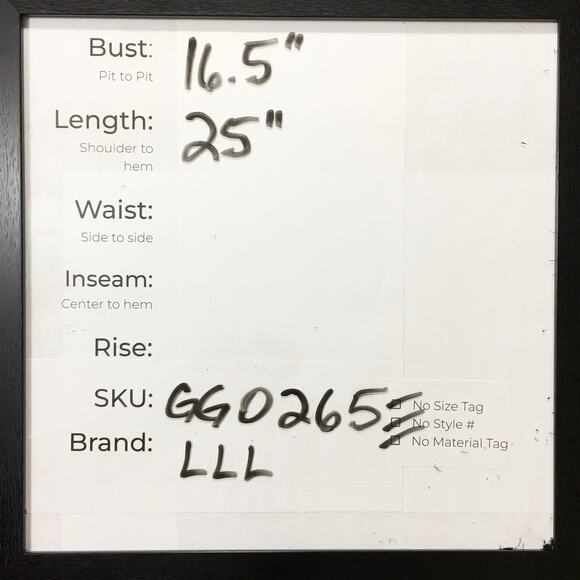 Bust: 16.5"
Pit to Pit
Length: 25"
Shoulder to
hem
Waist:
Side to side
Inseam:
Center to hem
Rise:
SKU: GG0265
No Size Tag
No Style #
No Material Tag
Brand: LLL